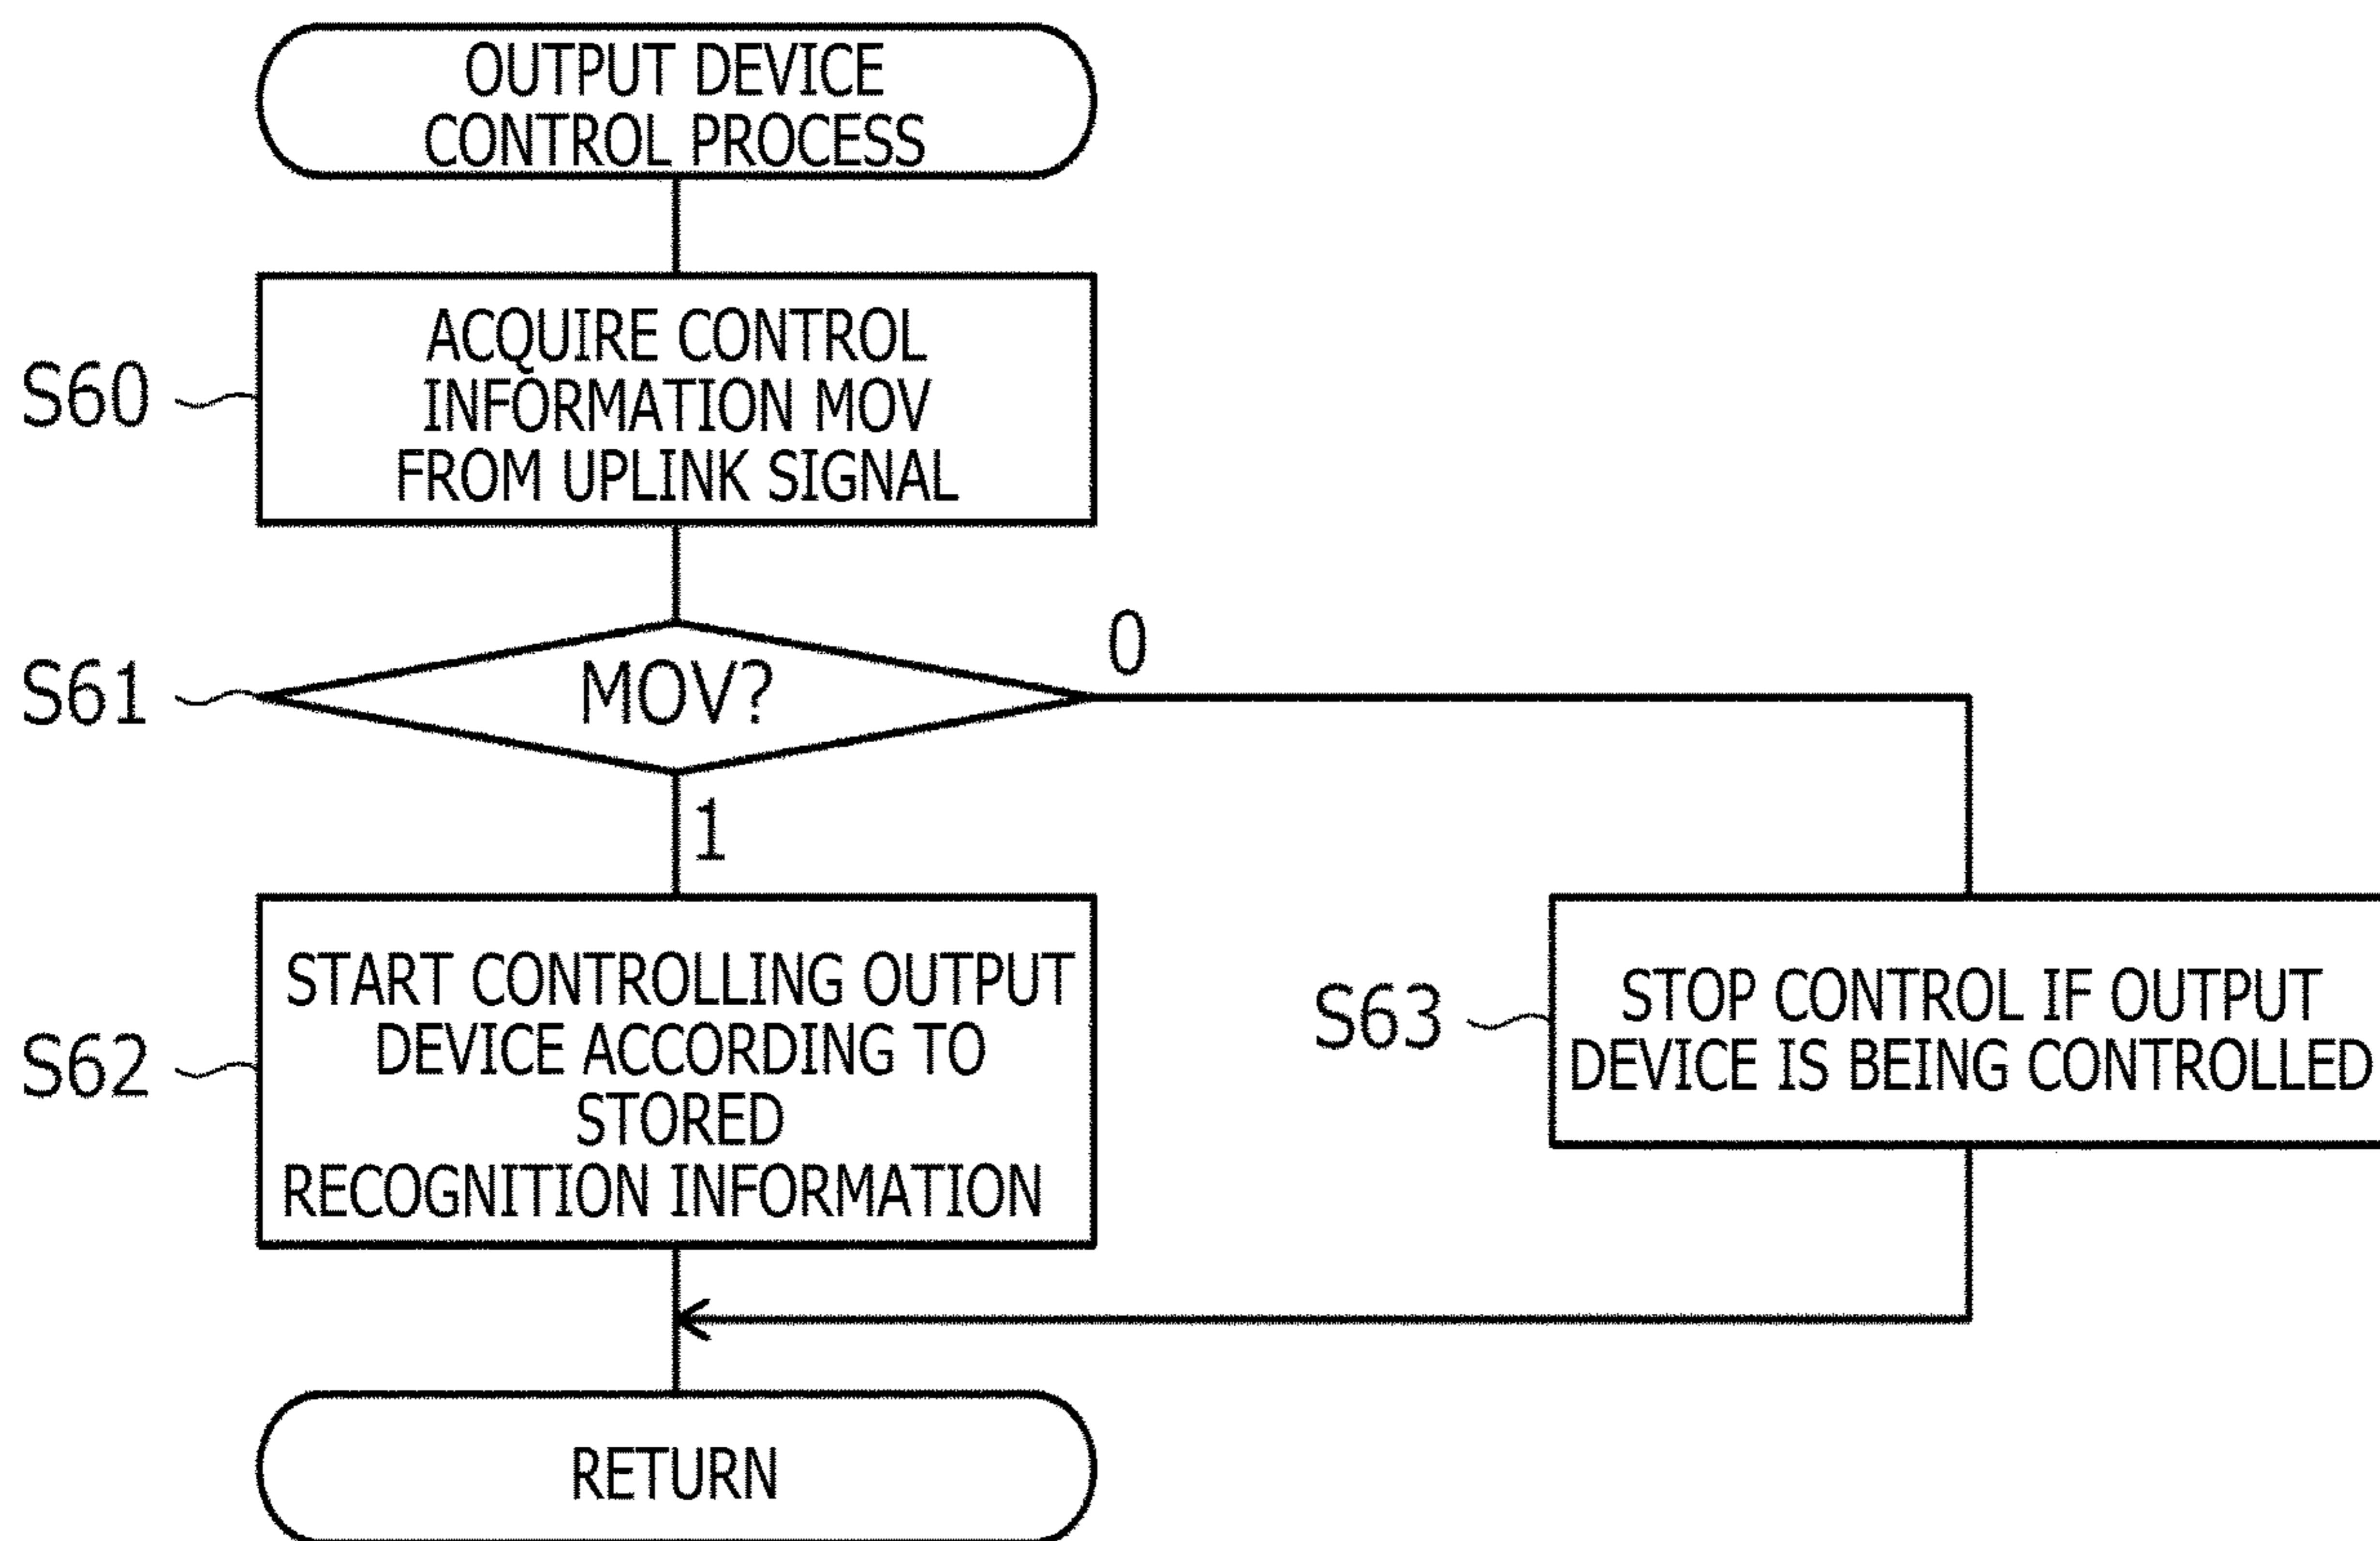 OUTPUT DEVICE
CONTROL PROCESS
S60
ACQUIRE CONTROL
INFORMATION MOV
FROM UPLINK SIGNAL
S61
MOV?
0
1
S62
START CONTROLLING OUTPUT
DEVICE ACCORDING TO
STORED
RECOGNITION INFORMATION
S63
STOP CONTROL IF OUTPUT
DEVICE IS BEING CONTROLLED
RETURN